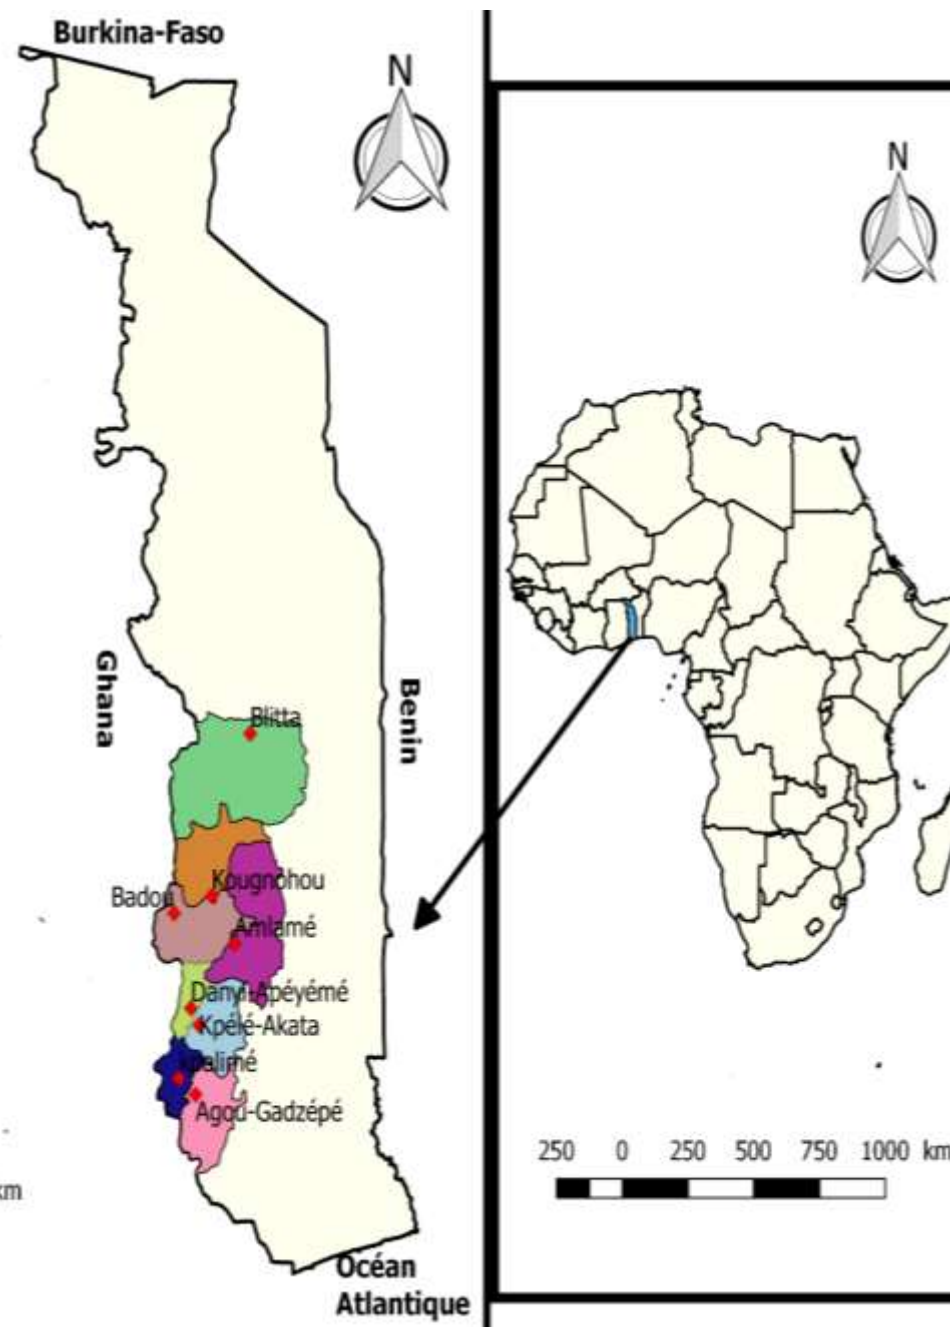 Burkina-Faso
N
N
Ghana
Benin
Blitta
Kougnohou
Badou
Amlamé
Danyi-Apéyémé
Kpélé-Akata
Agou-Gadzépé
250 0 250 500 750 1000 km
km
Océan
Atlantique